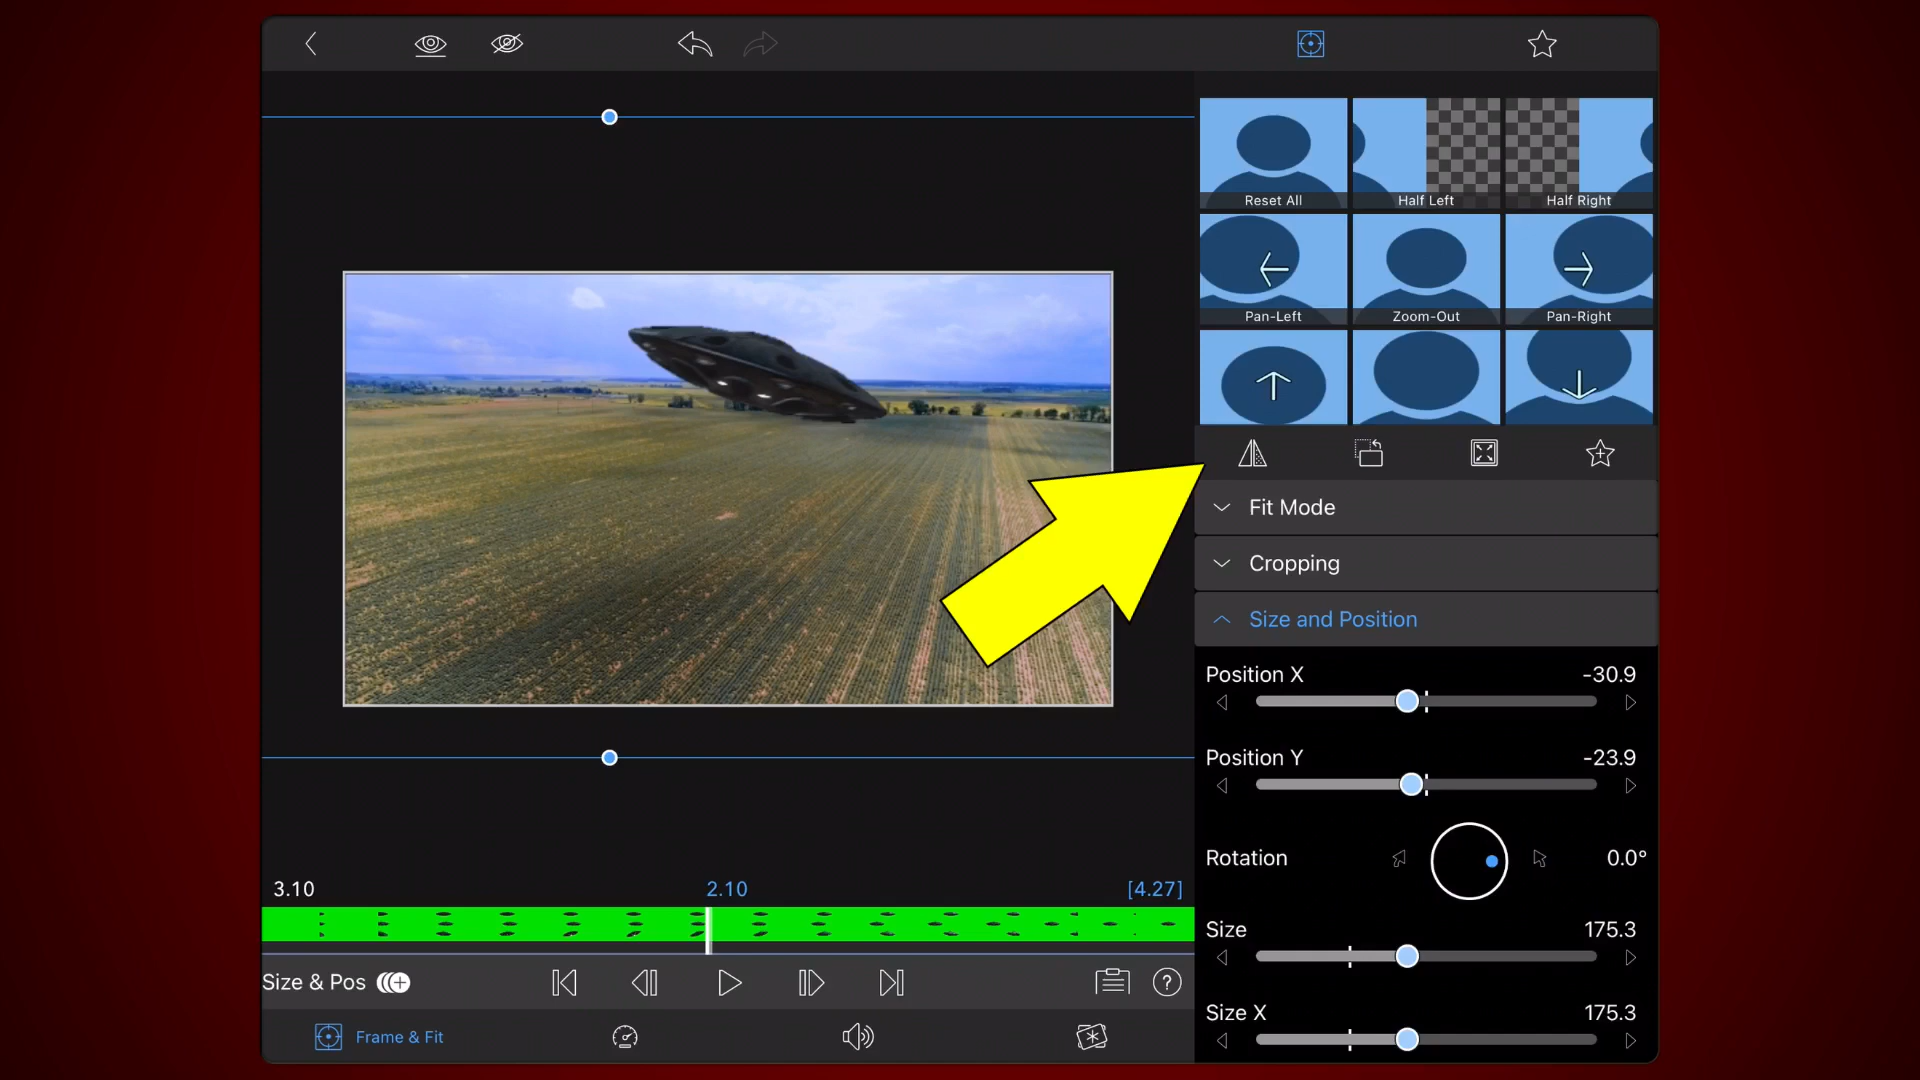 Reset All
Half Left
Half Right
Pan-Left
Zoom-Out
Pan-Right
Fit Mode
Cropping
Size and Position
Position X
-30.9
Position Y
-23.9
Rotation
0.0°
Size
175.3
Size X
175.3
3.10
2.10
[4.27]
Size & Pos
?
Frame & Fit